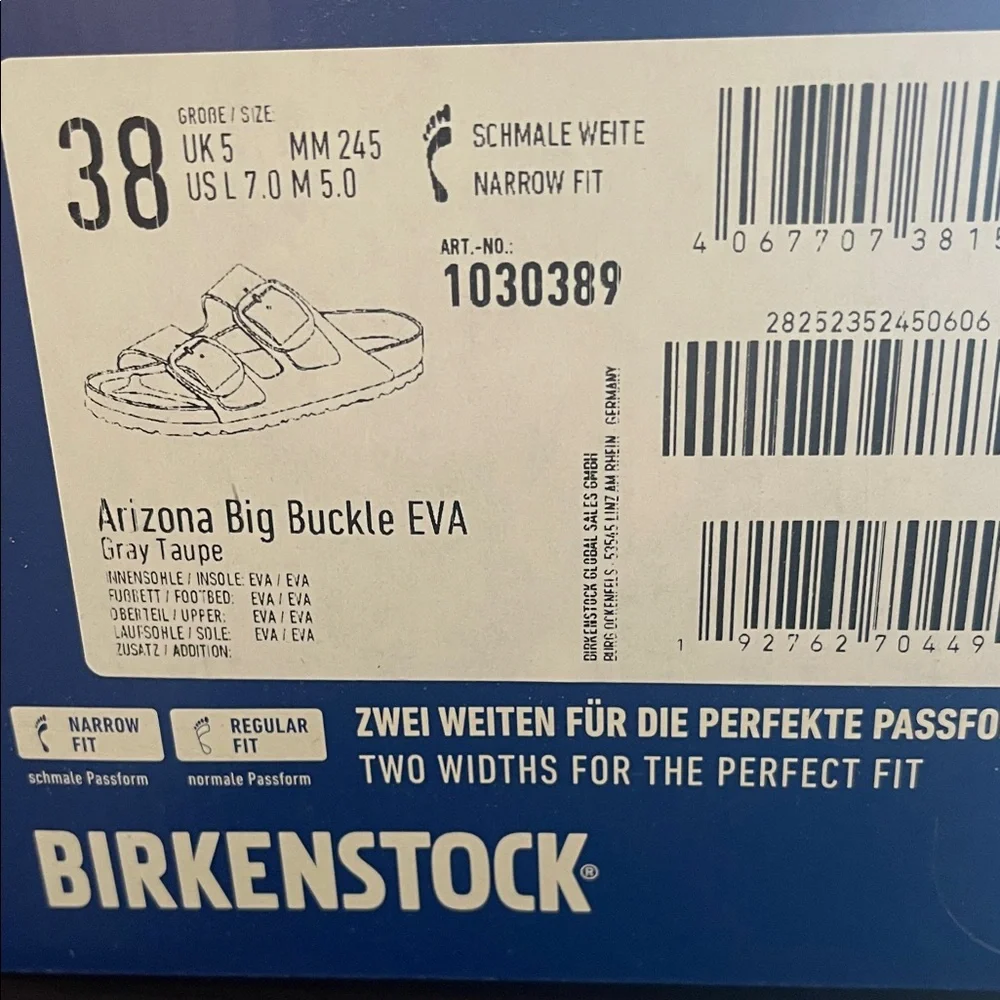 38
GRÖßE / SIZE:
UK 5 MM 245
US L 7.0 M 5.0
SCHMALE WEITE
NARROW FIT
ART.-NO.:
1030389
4 067707 381
28252352450606
1 92762 70449
Arizona Big Buckle EVA
Gray Taupe
INNENSOHLE / INSOLE: EVA / EVA
FUßBETT / FOOTBED: EVA / EVA
OBERTEIL / UPPER: EVA / EVA
LAUFSOHLE / SOLE: EVA / EVA
ZUSATZ / ADDITION:
BIRKENSTOCK GLOBAL SALES GMBH
BURG OCKENFELS . 53545 LINZ AM RHEIN GERMANY
NARROW
FIT
schmale Passform
REGULAR
FIT
normale Passform
ZWEI WEITEN FÜR DIE PERFEKTE PASSFO
TWO WIDTHS FOR THE PERFECT FIT
BIRKENSTOCK®